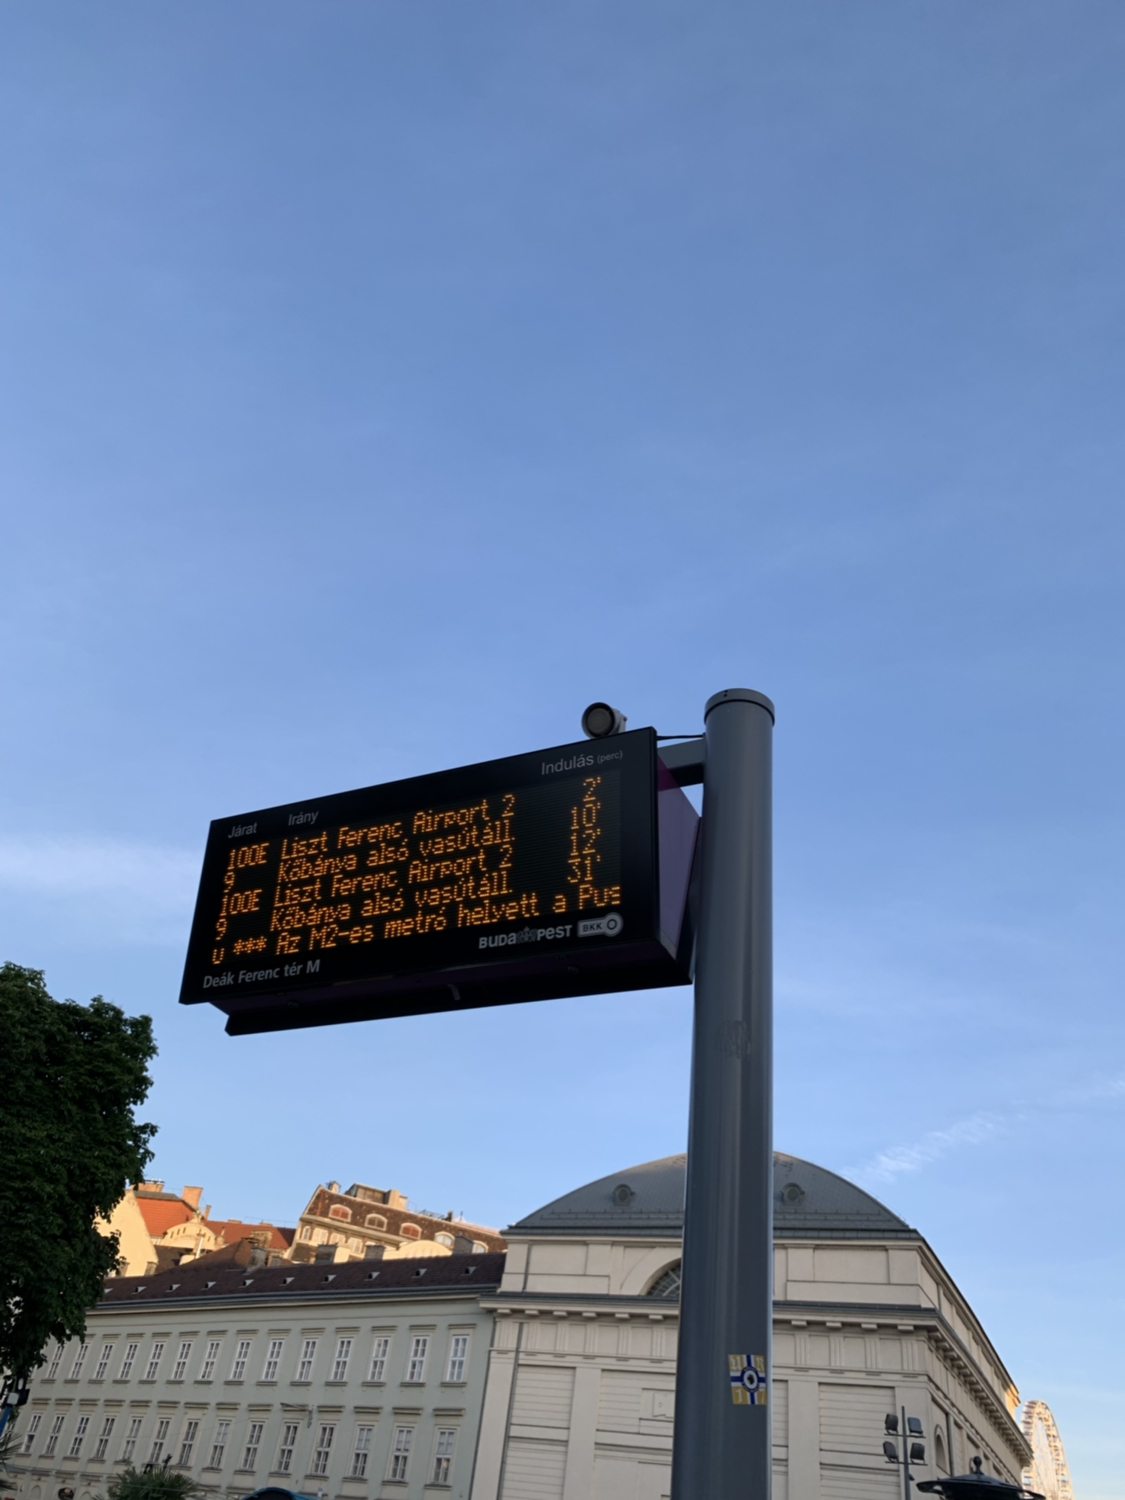 Járat Irány Indulás (perc)
100E Liszt Ferenc Airport 2 2'
9 Kőbánya alsó vasútáll 10'
100E Liszt Ferenc Airport 2 12'
9 Kőbánya alsó vasútáll 31'
u *** Az M2-es metró helyett a Pus
Deák Ferenc tér M
BUDAPEST BKK